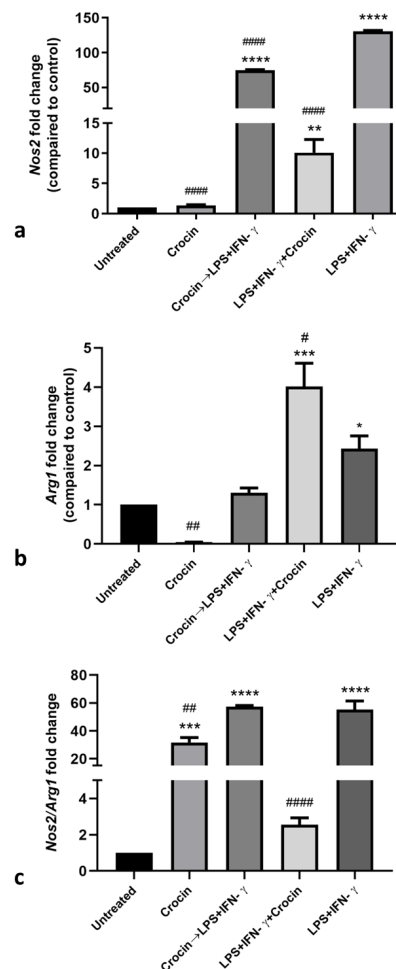 Nos2 fold change
(compaired to control)
150
100
50
15
10
5
0
####
####
****
####
**
****
Untreated
Crocin
Crocin→LPS+IFN- γ
LPS+IFN- γ+Crocin
LPS+IFN- γ
a
Arg1 fold change
(compaired to control)
5
4
3
2
1
0
##
#
***
*
Untreated
Crocin
Crocin→LPS+IFN- γ
LPS+IFN- γ+Crocin
LPS+IFN- γ
b
Nos2/Arg1 fold change
80
60
40
20
4
2
0
##
***
****
####
****
Untreated
Crocin
Crocin→LPS+IFN- γ
LPS+IFN- γ+Crocin
LPS+IFN- γ
c